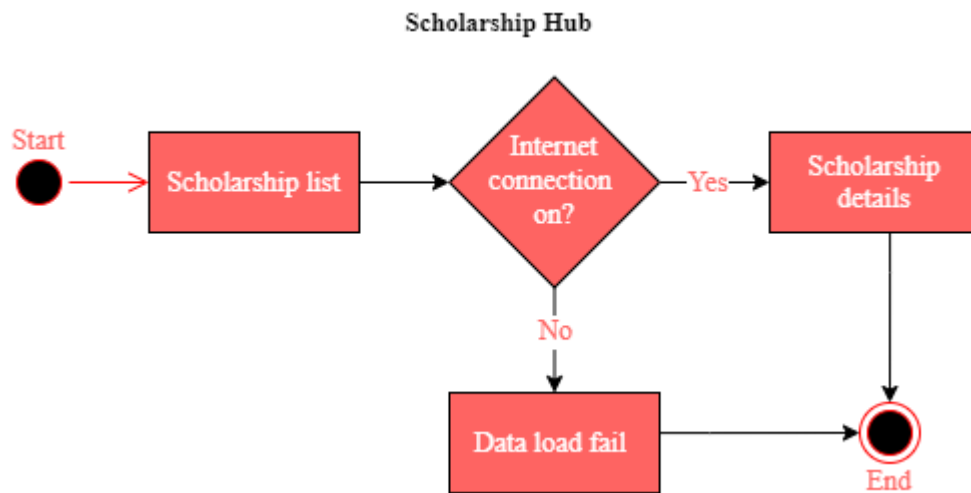 Scholarship Hub
Start
Scholarship list
Internet
connection
on?
Yes
Scholarship
details
No
Data load fail
End